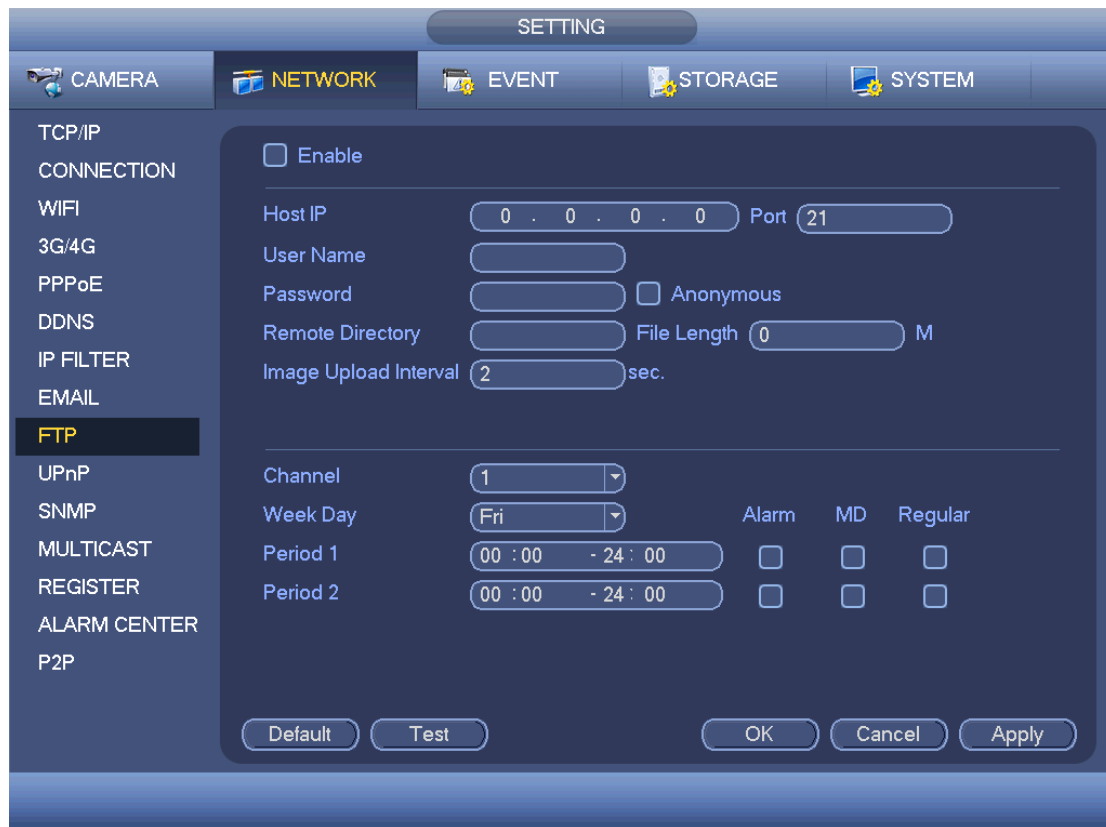 SETTING
CAMERA NETWORK EVENT STORAGE SYSTEM
TCP/IP
CONNECTION
WIFI
3G/4G
PPPoE
DDNS
IP FILTER
EMAIL
FTP
UPnP
SNMP
MULTICAST
REGISTER
ALARM CENTER
P2P
Enable
Host IP 0 . 0 . 0 . 0 Port 21
User Name
Password Anonymous
Remote Directory File Length 0 M
Image Upload Interval 2 sec.
Channel 1
Week Day Fri Alarm MD Regular
Period 1 00 :00 - 24 : 00
Period 2 00 :00 - 24 : 00
Default Test OK Cancel Apply